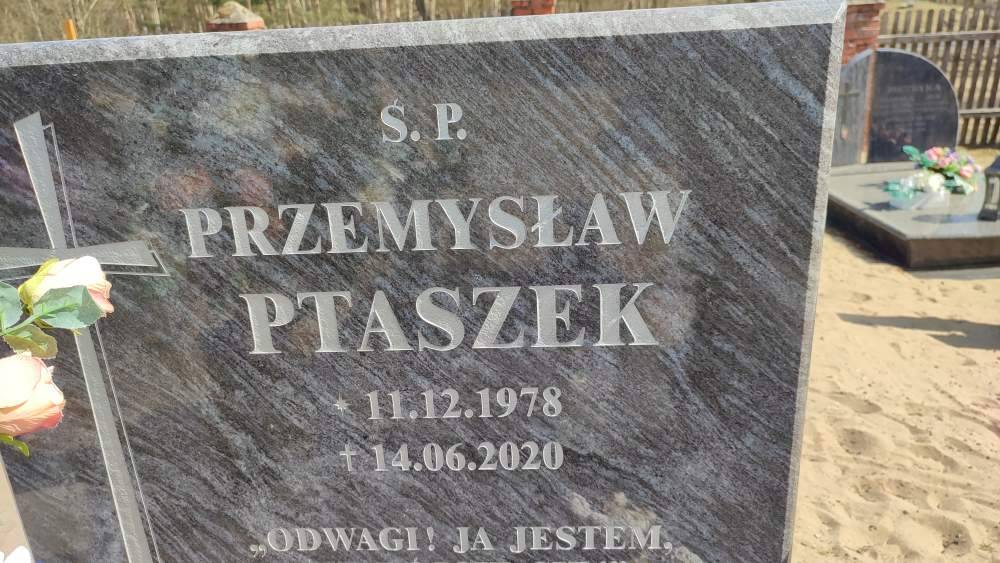 Ś. P.
PRZEMYSŁAW
PTASZEK
* 11.12.1978
† 14.06.2020
„ODWAGI! JA JESTEM,